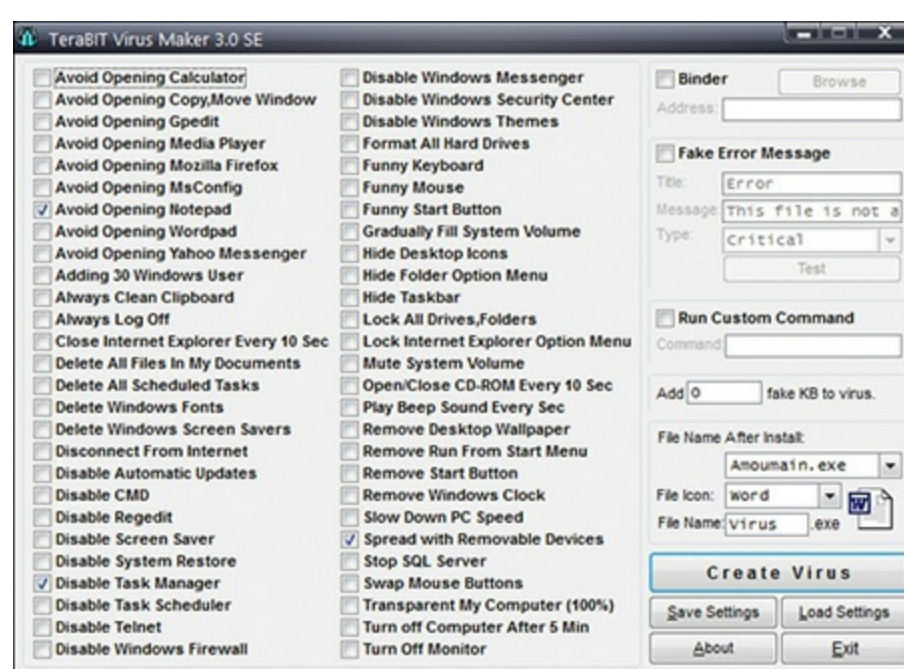 TeraBIT Virus Maker 3.0 SE
Avoid Opening Calculator
Avoid Opening Copy,Move Window
Avoid Opening Gpedit
Avoid Opening Media Player
Avoid Opening Mozilla Firefox
Avoid Opening MsConfig
Avoid Opening Notepad
Avoid Opening Wordpad
Avoid Opening Yahoo Messenger
Adding 30 Windows User
Always Clean Clipboard
Always Log Off
Close Internet Explorer Every 10 Sec
Delete All Files In My Documents
Delete All Scheduled Tasks
Delete Windows Fonts
Delete Windows Screen Savers
Disconnect From Internet
Disable Automatic Updates
Disable CMD
Disable Regedit
Disable Screen Saver
Disable System Restore
Disable Task Manager
Disable Task Scheduler
Disable Telnet
Disable Windows Firewall
Disable Windows Messenger
Disable Windows Security Center
Disable Windows Themes
Format All Hard Drives
Funny Keyboard
Funny Mouse
Funny Start Button
Gradually Fill System Volume
Hide Desktop Icons
Hide Folder Option Menu
Hide Taskbar
Lock All Drives,Folders
Lock Internet Explorer Option Menu
Mute System Volume
Open/Close CD-ROM Every 10 Sec
Play Beep Sound Every Sec
Remove Desktop Wallpaper
Remove Run From Start Menu
Remove Start Button
Remove Windows Clock
Slow Down PC Speed
Spread with Removable Devices
Stop SQL Server
Swap Mouse Buttons
Transparent My Computer (100%)
Turn off Computer After 5 Min
Turn Off Monitor
Binder Browse
Address:
Fake Error Message
Title: Error
Message: This file is not a
Type: Critical
Test
Run Custom Command
Command:
Add 0 fake KB to virus.
File Name After Install:
Amoumain.exe
File Icon: Word
File Name: Virus .exe
Create Virus
Save Settings Load Settings
About Exit